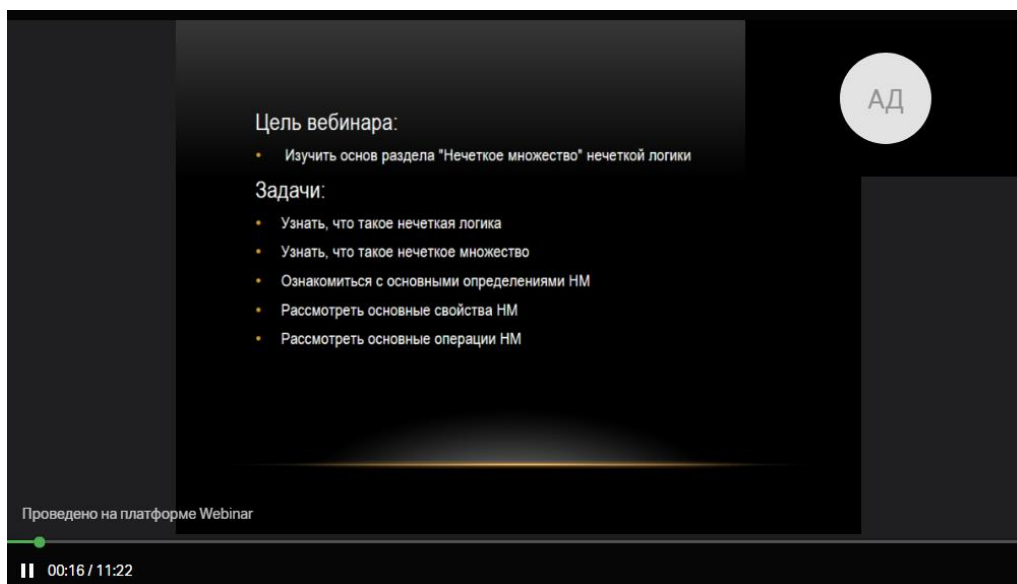 АД
Цель вебинара:
• Изучить основ раздела "Нечеткое множество" нечеткой логики
Задачи:
• Узнать, что такое нечеткая логика
• Узнать, что такое нечеткое множество
• Ознакомиться с основными определениями НМ
• Рассмотреть основные свойства НМ
• Рассмотреть основные операции НМ
Проведено на платформе Webinar
00:16 / 11:22